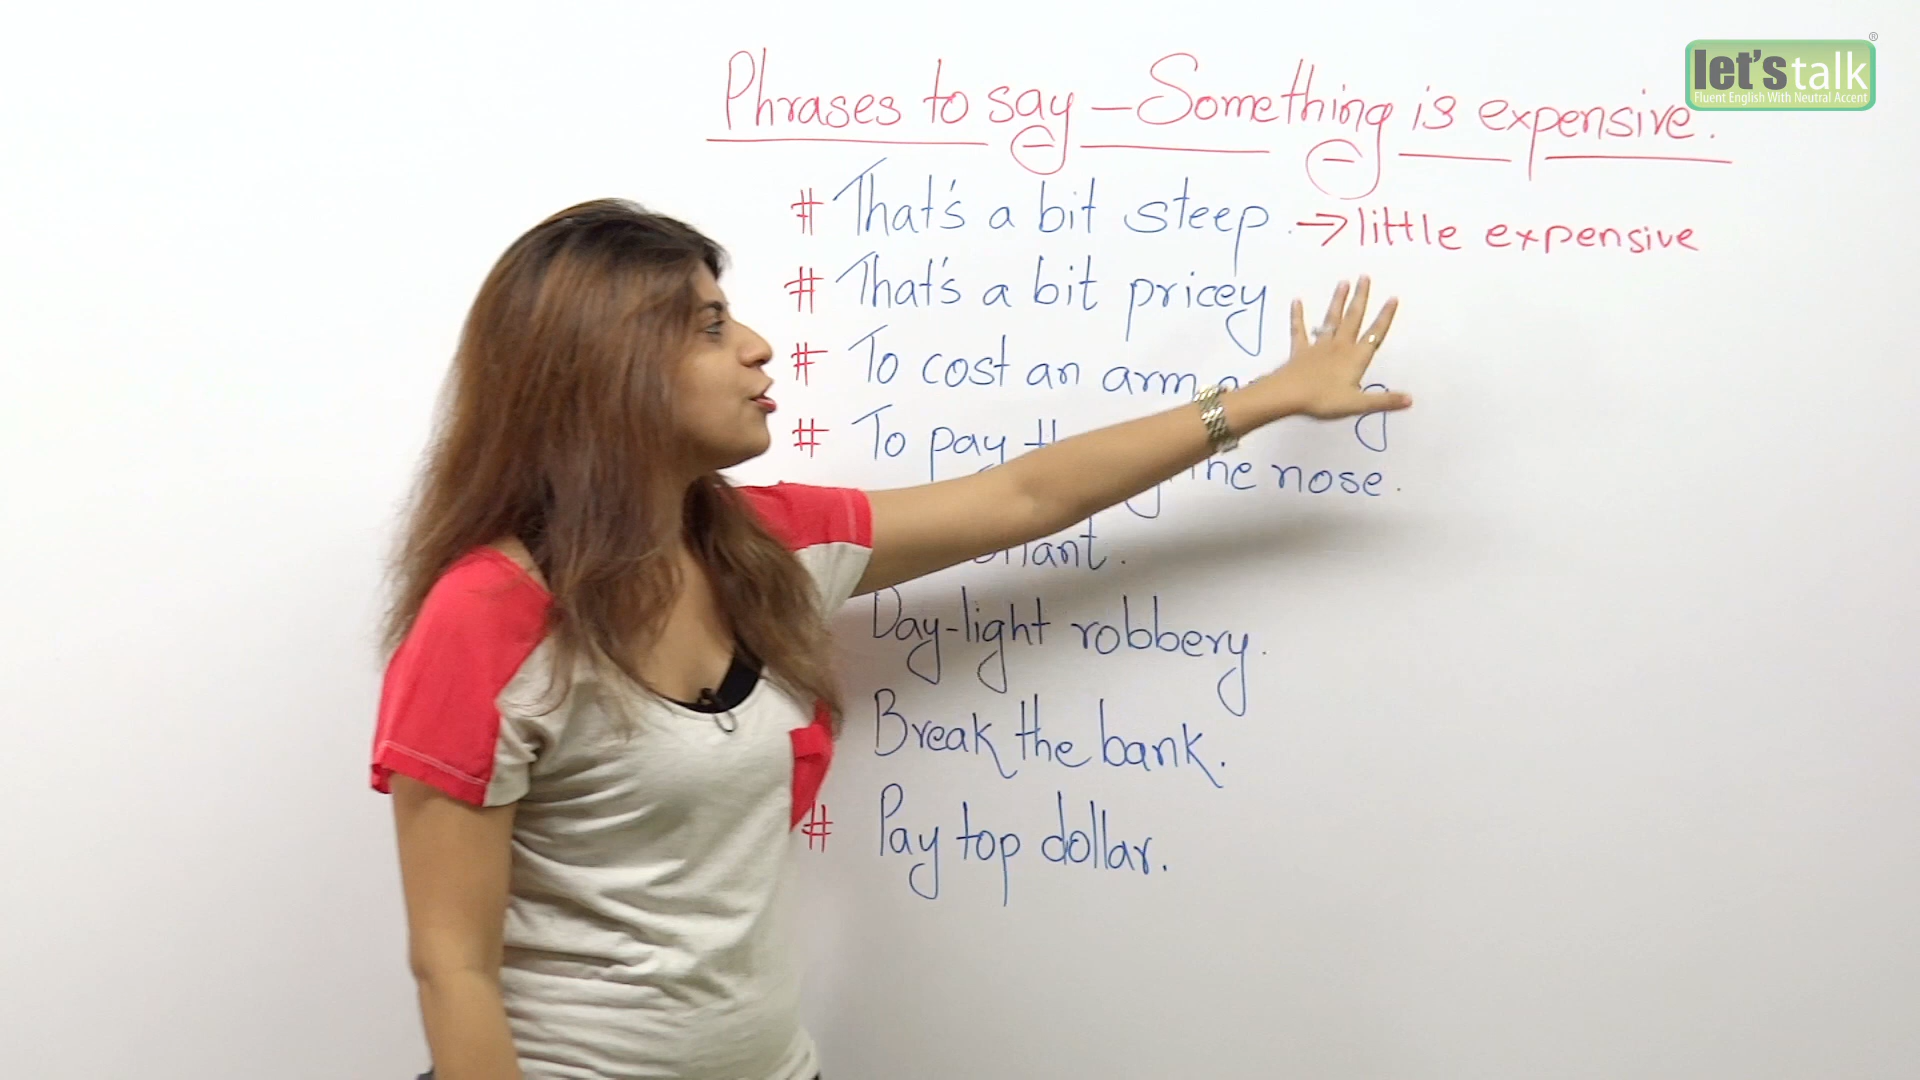 let's talk ®
Fluent English With Neutral Accent
Phrases to say – Something is expensive.
# That's a bit steep. → little expensive
# That's a bit pricey
# To cost an arm
# To pay
the nose.
Day-light robbery.
Break the bank.
# Pay top dollar.